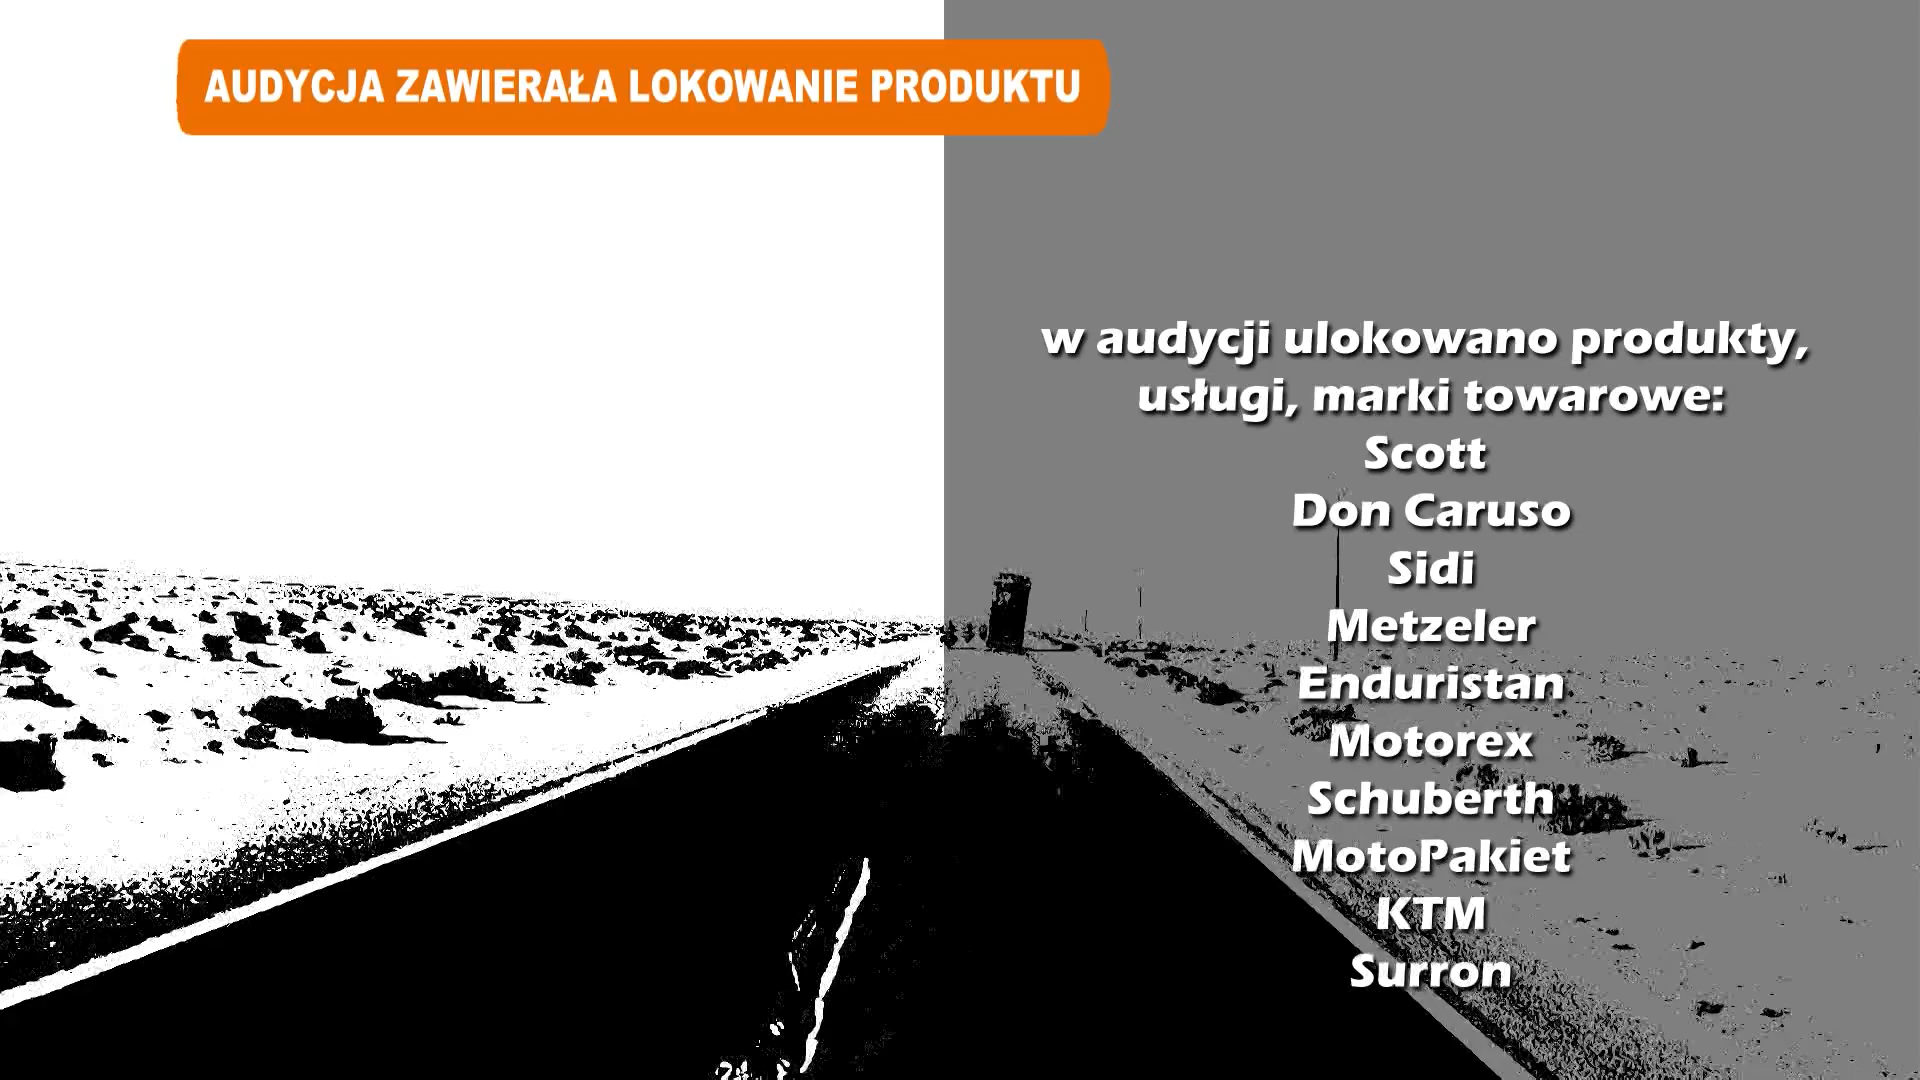 AUDYCJA ZAWIERAŁA LOKOWANIE PRODUKTU
w audycji ulokowano produkty,
usługi, marki towarowe:
Scott
Don Caruso
Sidi
Metzeler
Enduristan
Motorex
Schuberth
MotoPakiet
KTM
Surron